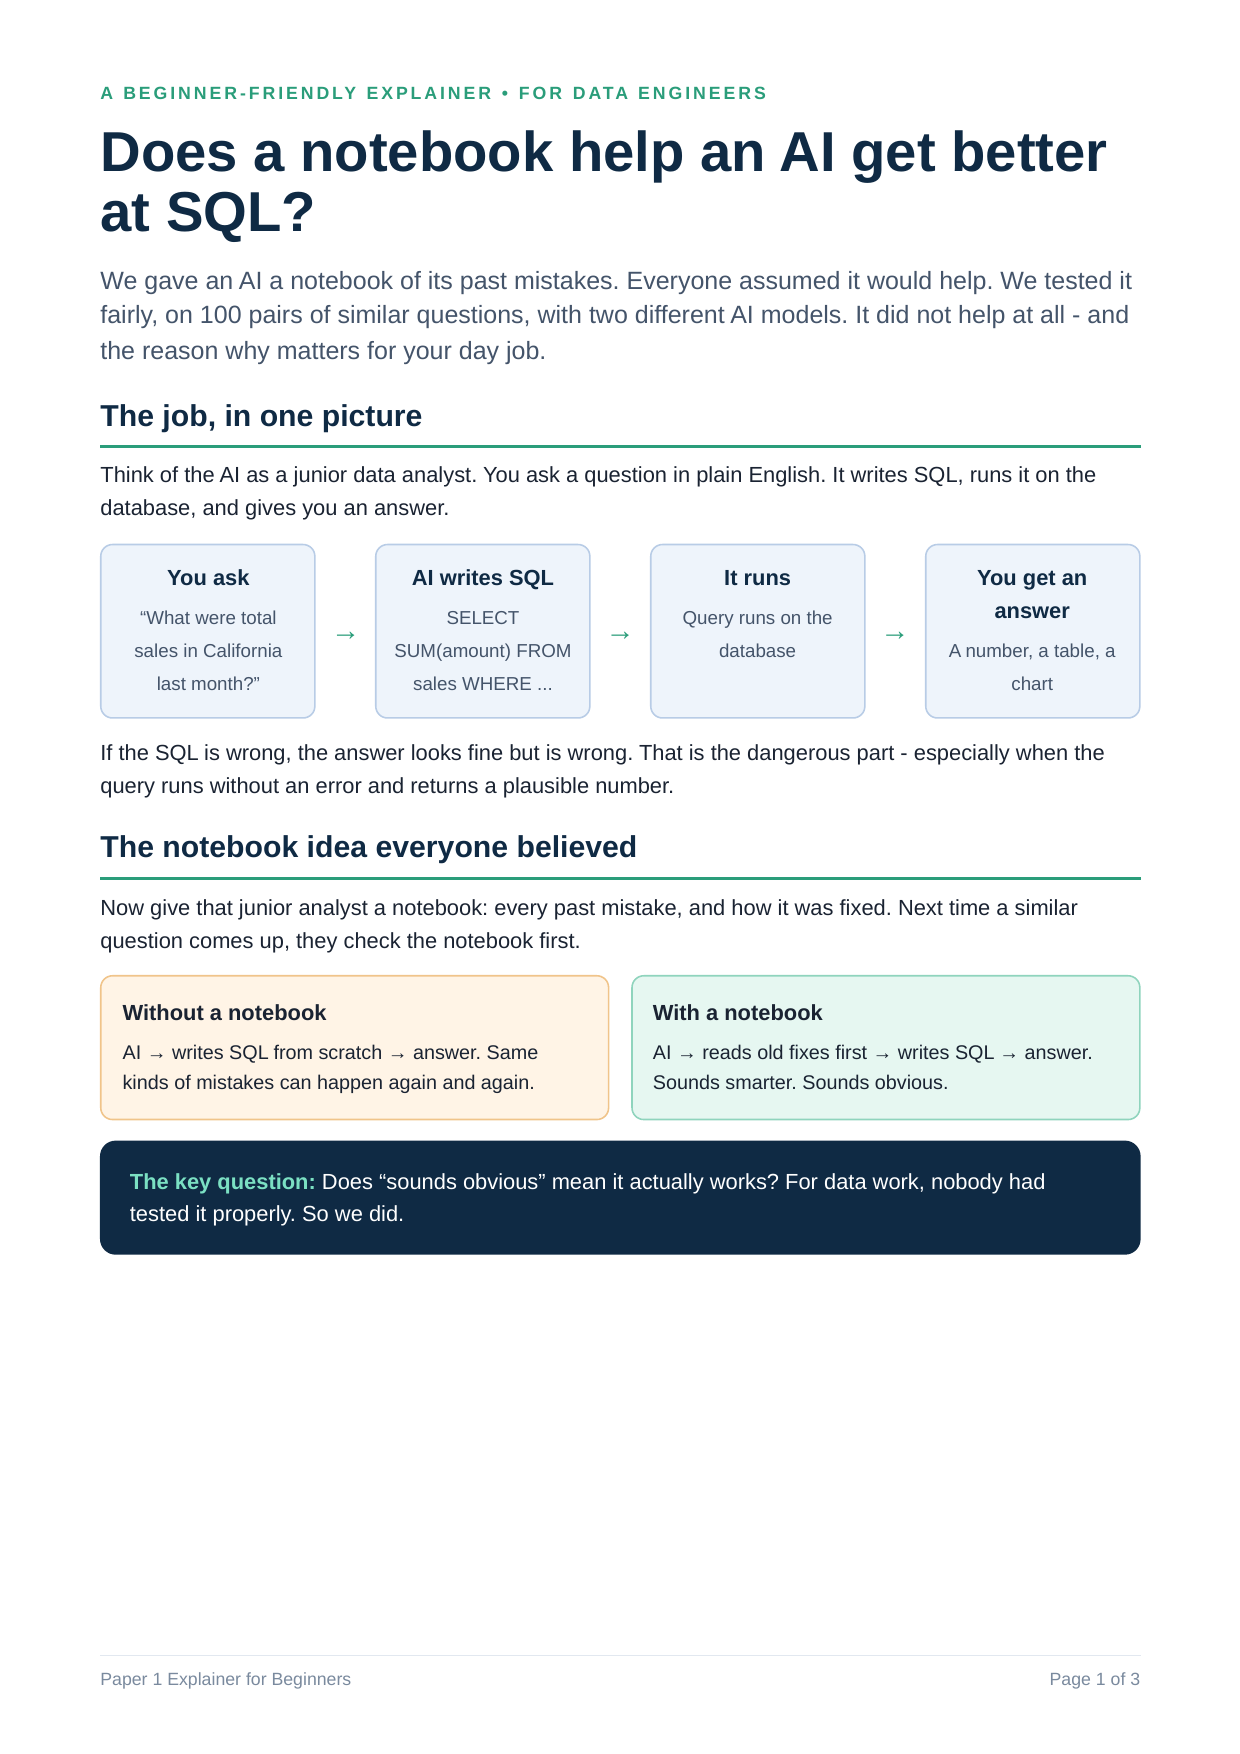 A BEGINNER-FRIENDLY EXPLAINER • FOR DATA ENGINEERS
Does a notebook help an AI get better
at SQL?
We gave an AI a notebook of its past mistakes. Everyone assumed it would help. We tested it
fairly, on 100 pairs of similar questions, with two different AI models. It did not help at all - and
the reason why matters for your day job.
The job, in one picture
Think of the AI as a junior data analyst. You ask a question in plain English. It writes SQL, runs it on the
database, and gives you an answer.
You ask
“What were total
sales in California
last month?”
→
AI writes SQL
SELECT
SUM(amount) FROM
sales WHERE ...
→
It runs
Query runs on the
database
→
You get an
answer
A number, a table, a
chart
If the SQL is wrong, the answer looks fine but is wrong. That is the dangerous part - especially when the
query runs without an error and returns a plausible number.
The notebook idea everyone believed
Now give that junior analyst a notebook: every past mistake, and how it was fixed. Next time a similar
question comes up, they check the notebook first.
Without a notebook
AI → writes SQL from scratch → answer. Same
kinds of mistakes can happen again and again.
With a notebook
AI → reads old fixes first → writes SQL → answer.
Sounds smarter. Sounds obvious.
The key question: Does “sounds obvious” mean it actually works? For data work, nobody had
tested it properly. So we did.
Paper 1 Explainer for Beginners
Page 1 of 3